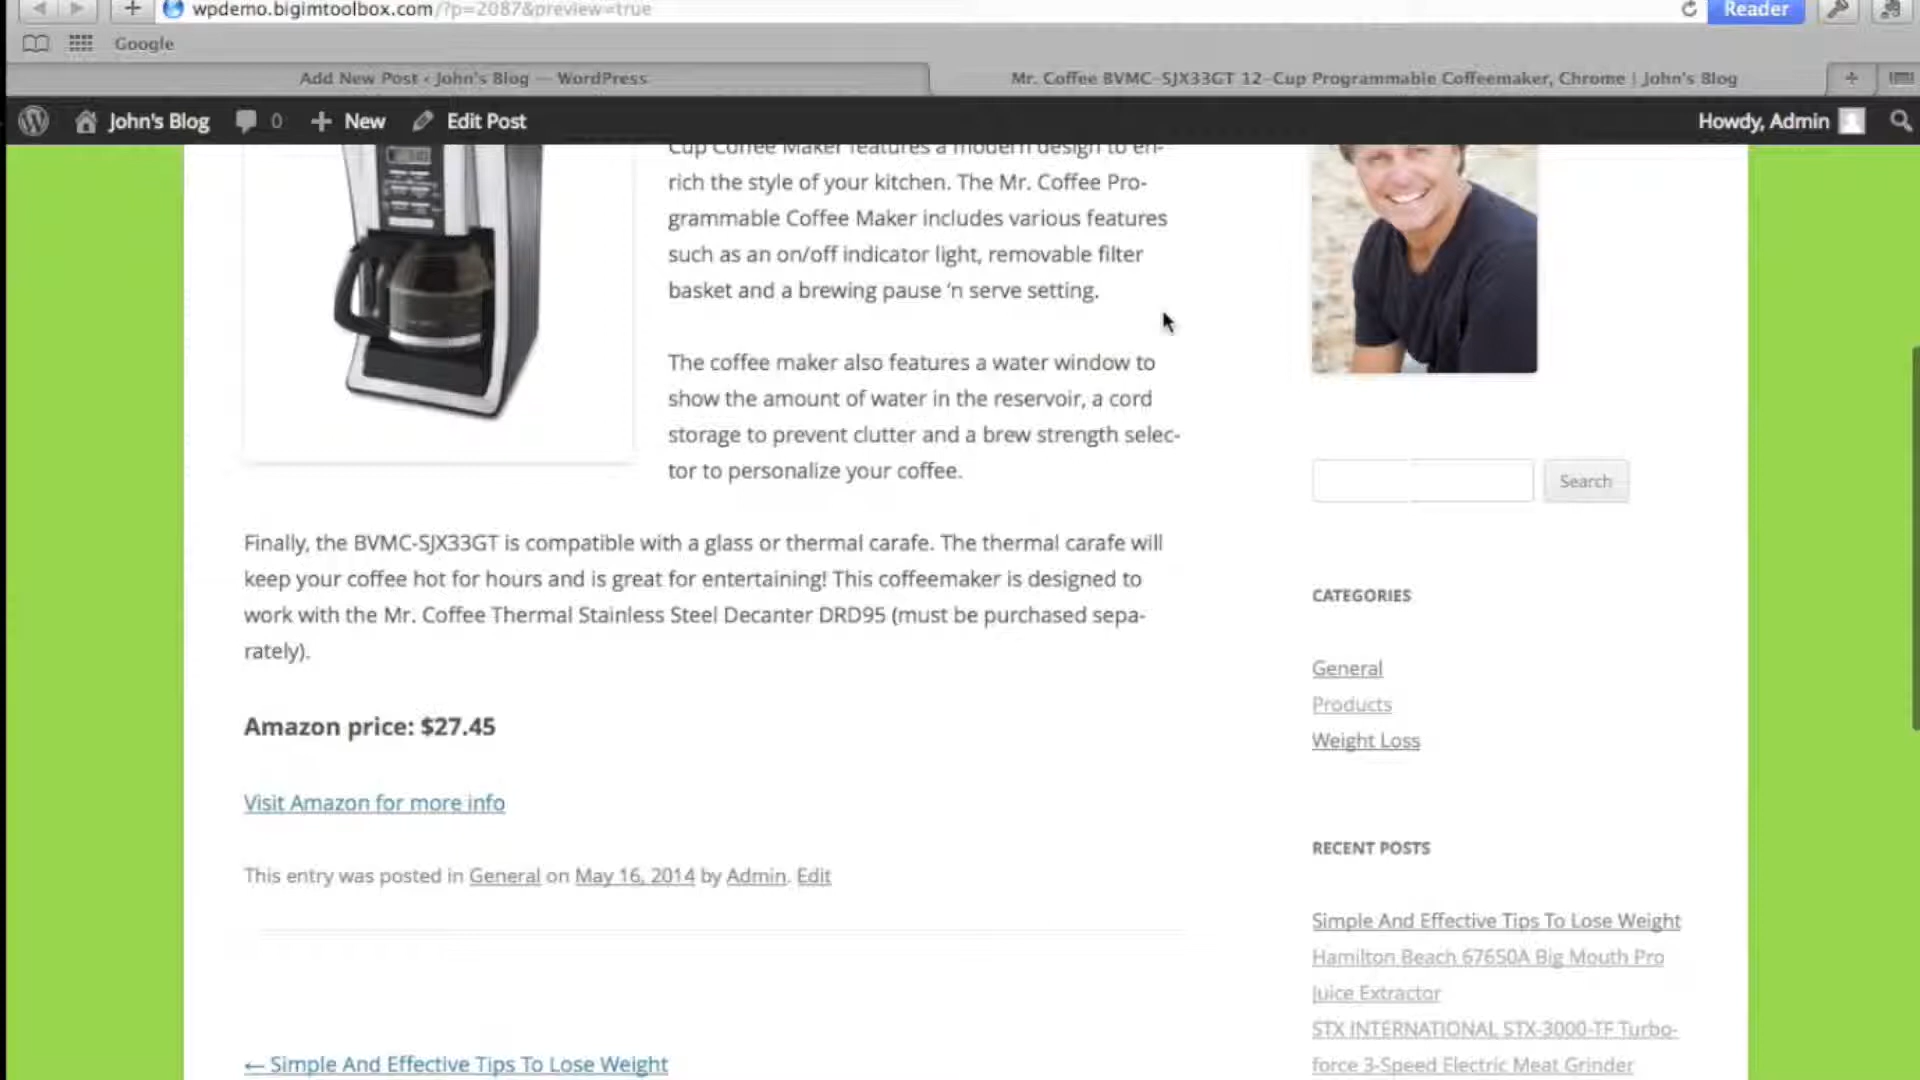 wpdemo.bigimtoolbox.com/?p=2087&preview=true
Reader
Google
Add New Post ‹ John's Blog — WordPress
Mr. Coffee BVMC-SJX33GT 12-Cup Programmable Coffeemaker, Chrome | John's Blog
John's Blog
0
New
Edit Post
Howdy, Admin
Cup Coffee Maker features a modern design to en-
rich the style of your kitchen. The Mr. Coffee Pro-
grammable Coffee Maker includes various features
such as an on/off indicator light, removable filter
basket and a brewing pause ‘n serve setting.
The coffee maker also features a water window to
show the amount of water in the reservoir, a cord
storage to prevent clutter and a brew strength selec-
tor to personalize your coffee.
Finally, the BVMC-SJX33GT is compatible with a glass or thermal carafe. The thermal carafe will
keep your coffee hot for hours and is great for entertaining! This coffeemaker is designed to
work with the Mr. Coffee Thermal Stainless Steel Decanter DRD95 (must be purchased sepa-
rately).
Amazon price: $27.45
Visit Amazon for more info
This entry was posted in General on May 16, 2014 by Admin. Edit
← Simple And Effective Tips To Lose Weight
Search
CATEGORIES
General
Products
Weight Loss
RECENT POSTS
Simple And Effective Tips To Lose Weight
Hamilton Beach 67650A Big Mouth Pro
Juice Extractor
STX INTERNATIONAL STX-3000-TF Turbo-
force 3-Speed Electric Meat Grinder